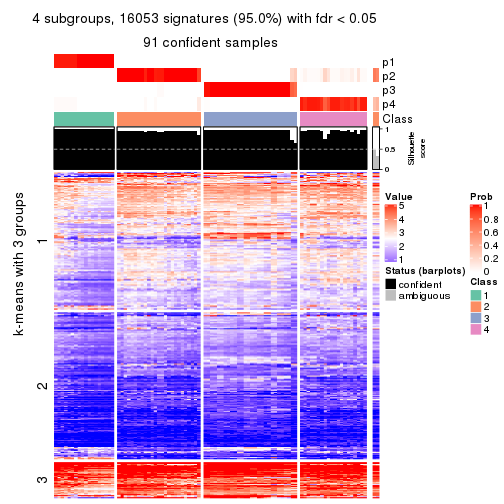 4 subgroups, 16053 signatures (95.0%) with fdr < 0.05
91 confident samples
p1
p2
p3
p4
Class
1
0.5
0
Silhouette
score
k-means with 3 groups
1
2
3
Value
5
4
3
2
1
Status (barplots)
confident
ambiguous
Prob
1
0.8
0.6
0.4
0.2
0
Class
1
2
3
4